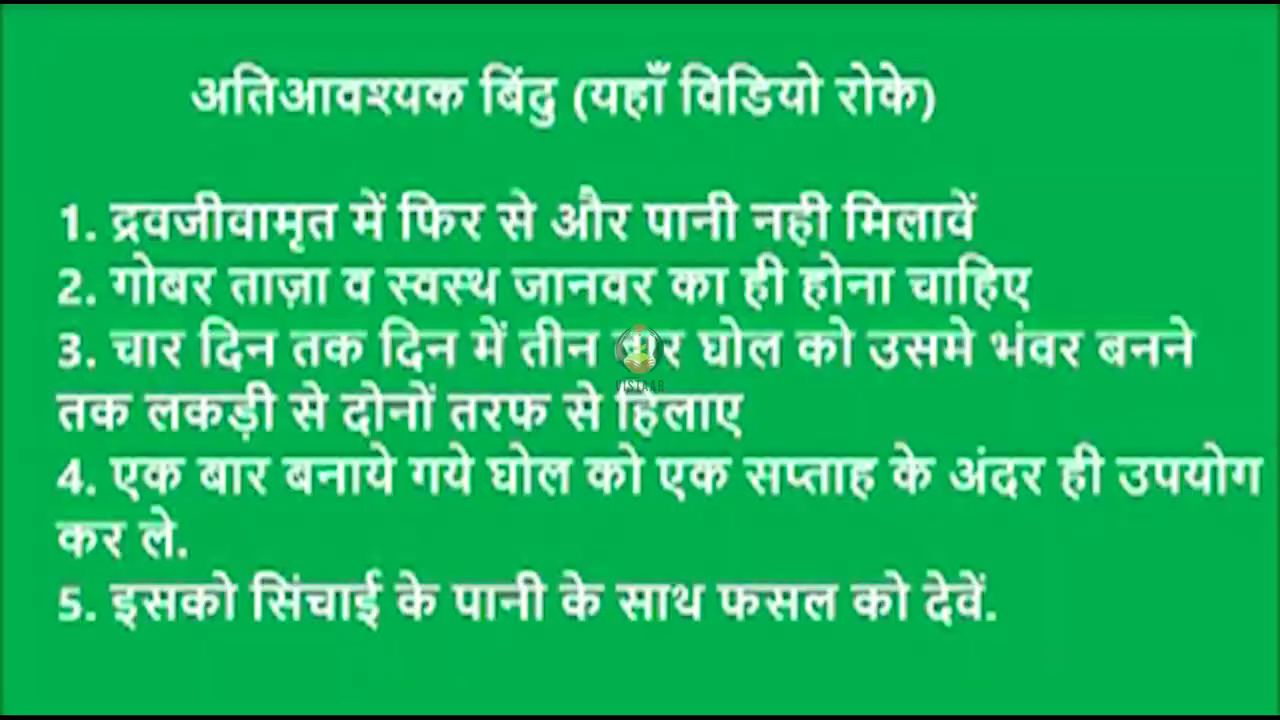 अतिआवश्यक बिंदु (यहाँ विडियो रोके)
1. द्रवजीवामृत में फिर से और पानी नही मिलावें
2. गोबर ताज़ा व स्वस्थ जानवर का ही होना चाहिए
3. चार दिन तक दिन में तीन बार घोल को उसमे भंवर बनने
तक लकड़ी से दोनों तरफ से हिलाए
4. एक बार बनाये गये घोल को एक सप्ताह के अंदर ही उपयोग
कर ले.
5. इसको सिंचाई के पानी के साथ फसल को देवें.
VISTAAR